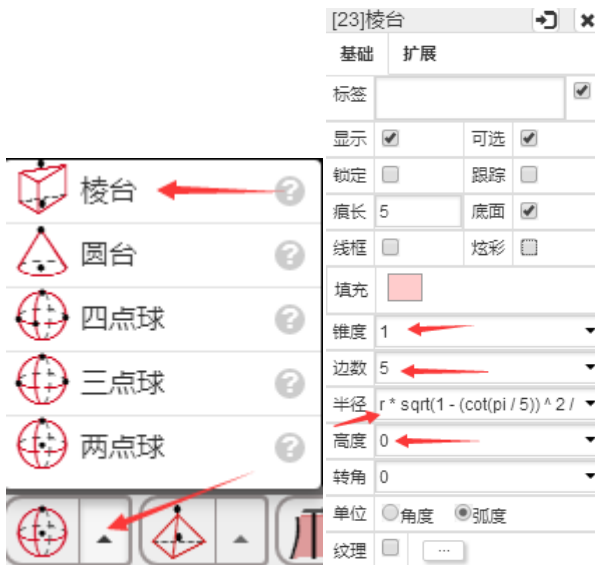 棱台
圆台
四点球
三点球
两点球
[23]棱台
基础 扩展
标签
显示 可选
锁定 跟踪
痕长 5 底面
线框 炫彩
填充
锥度 1
边数 5
半径 r * sqrt(1 - (cot(pi / 5)) ^ 2 /
高度 0
转角 0
单位 角度 弧度
纹理 ...